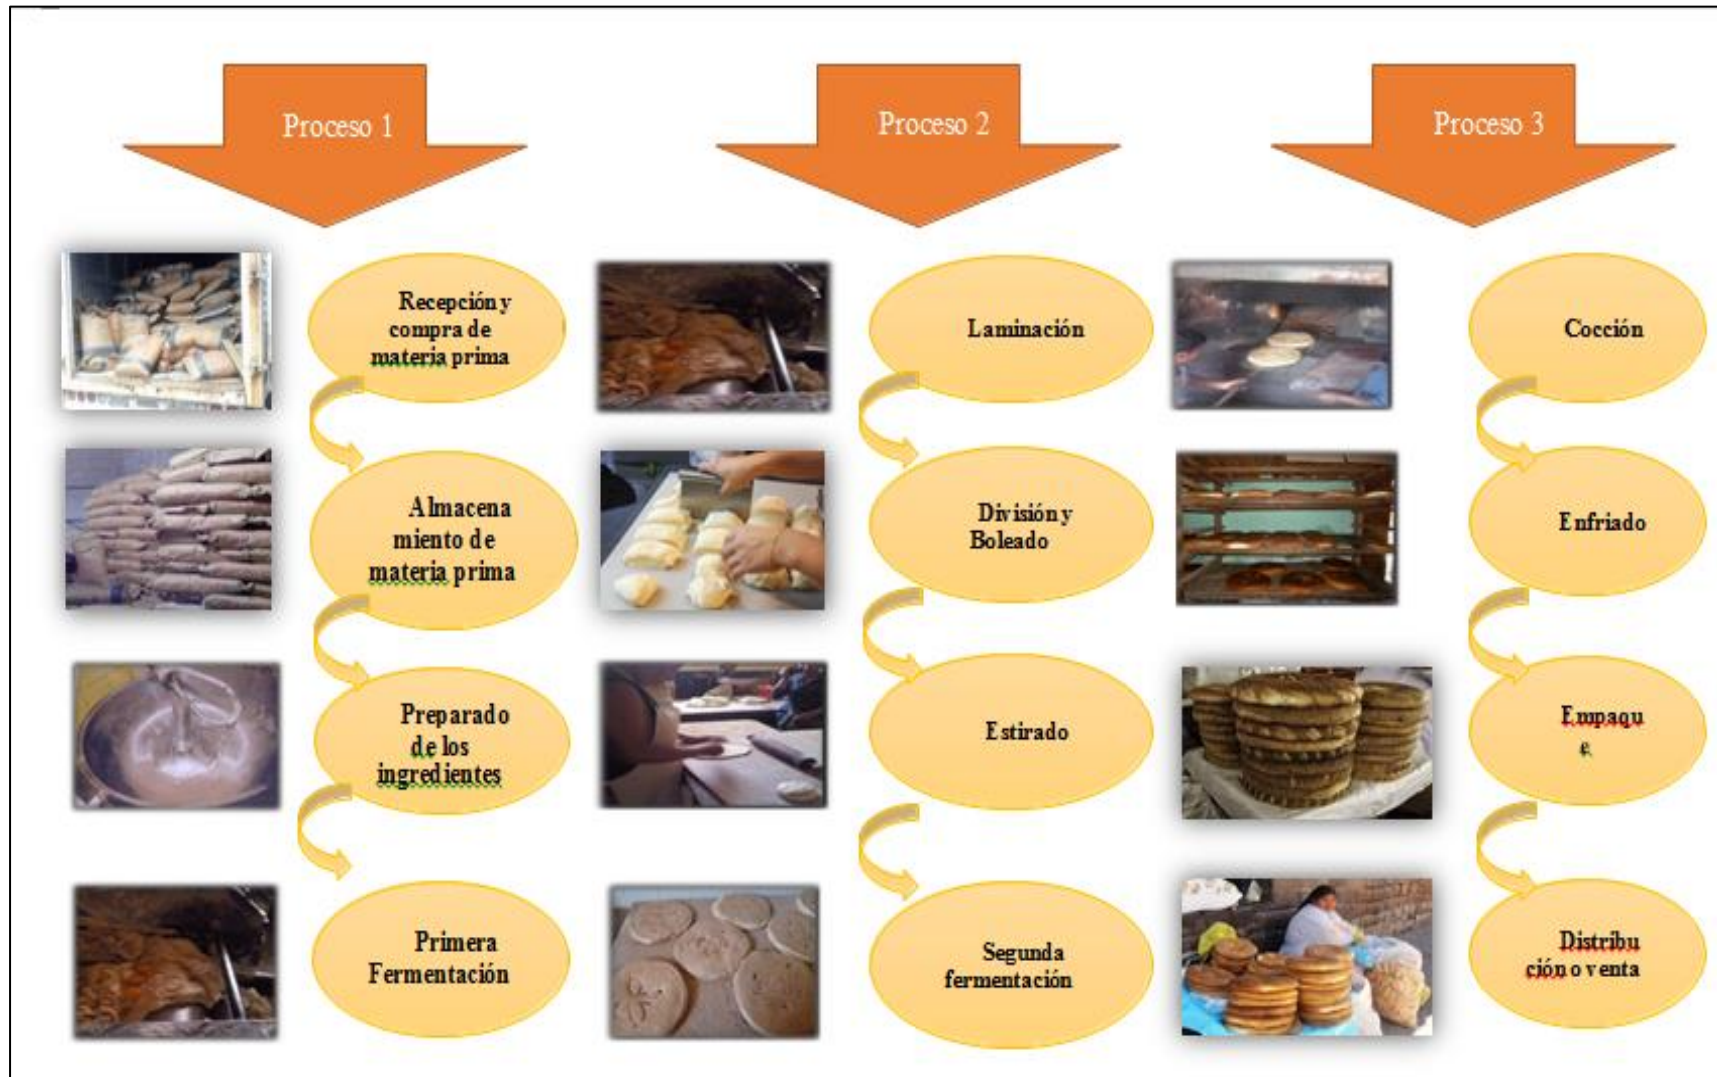 Proceso 1
Recepción y
compra de
materia prima
Almacena
miento de
materia prima
Preparado
de los
ingredientes
Primera
Fermentación
Proceso 2
Laminación
División y
Boleado
Estirado
Segunda
fermentación
Proceso 3
Cocción
Enfriado
Empaqu
e
Distribu
ción o venta